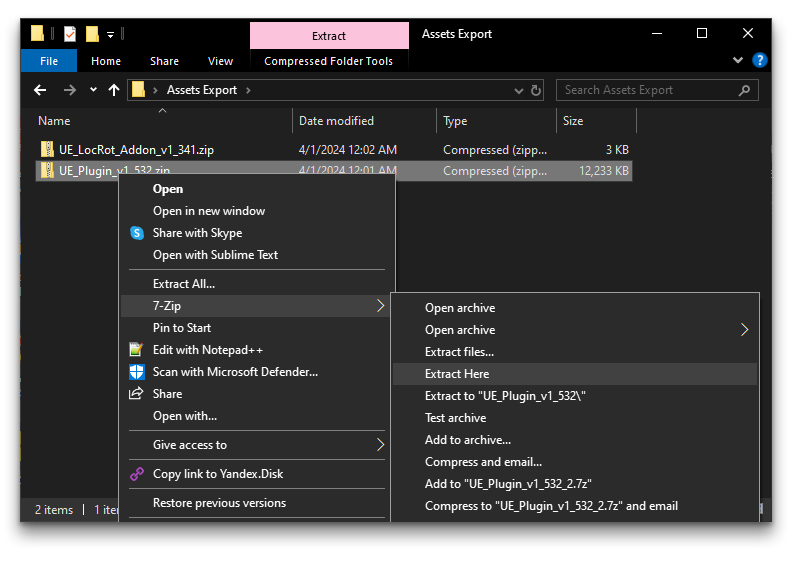 Extract
Assets Export
File
Home
Share
View
Compressed Folder Tools
?
Assets Export
Search Assets Export
Name
Date modified
Type
Size
UE_LocRot_Addon_v1_341.zip
4/1/2024 12:02 AM
Compressed (zipp...
3 KB
UE_Plugin_v1_532.zip
4/1/2024 12:01 AM
Compressed (zipp...
12,233 KB
Open
Open in new window
Share with Skype
Open with Sublime Text
Extract All...
7-Zip
Pin to Start
Edit with Notepad++
Scan with Microsoft Defender...
Share
Open with...
Give access to
Copy link to Yandex.Disk
Restore previous versions
Open archive
Open archive
Extract files...
Extract Here
Extract to "UE_Plugin_v1_532\"
Test archive
Add to archive...
Compress and email...
Add to "UE_Plugin_v1_532_2.7z"
Compress to "UE_Plugin_v1_532_2.7z" and email
2 items
1 iter